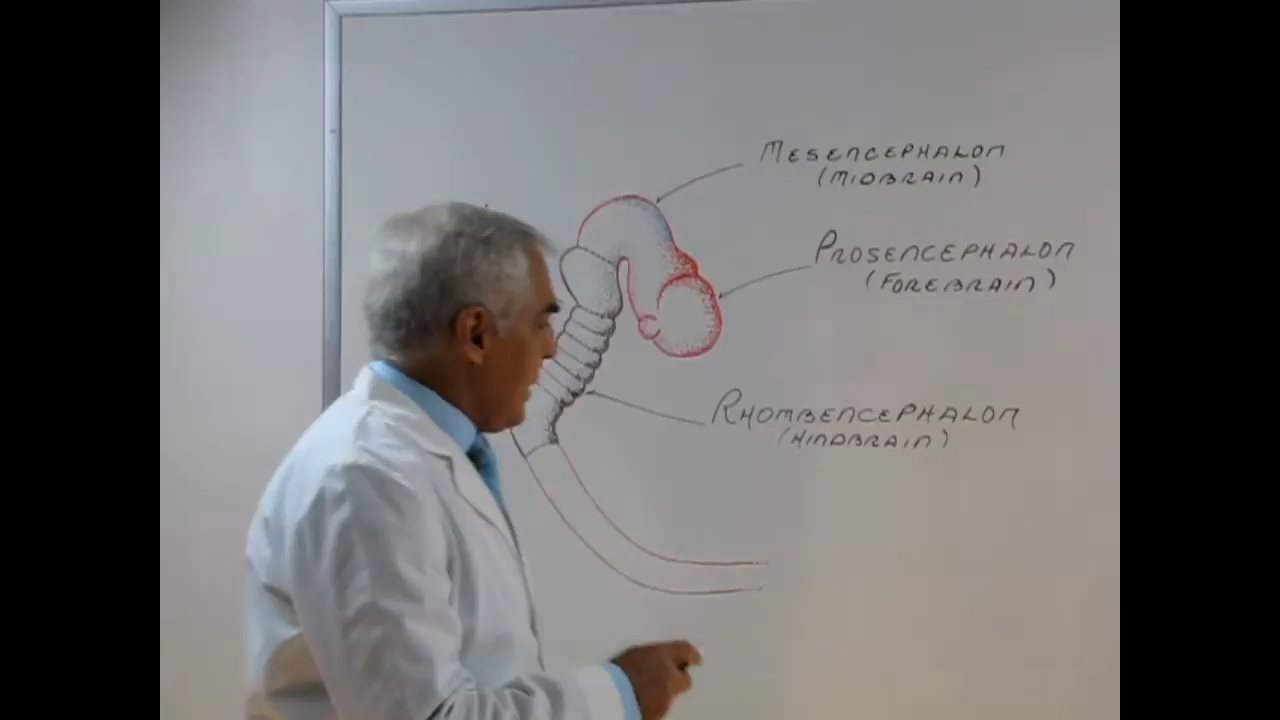 MESENCEPHALON
(MIDBRAIN)
PROSENCEPHALON
(FOREBRAIN)
RHOMBENCEPHALON
(HINDBRAIN)